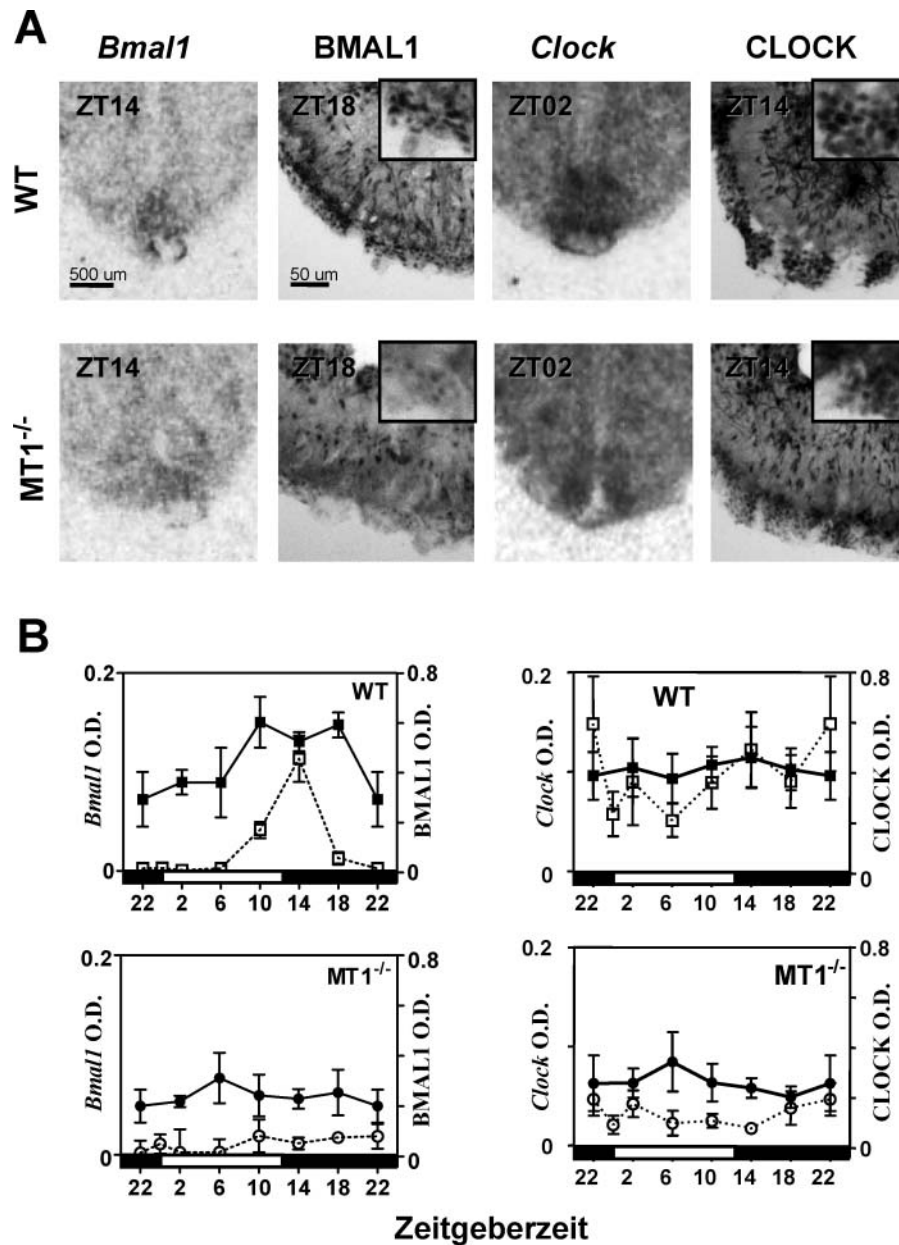 A
Bmal1 BMAL1 Clock CLOCK
WT
ZT14 ZT18 ZT02 ZT14
500 um 50 um
MT1-/-
ZT14 ZT18 ZT02 ZT14
B
0.2 0.8 0.2 0.8
WT WT
Bmal1 O.D. BMAL1 O.D. Clock O.D. CLOCK O.D.
0 0 0 0
22 2 6 10 14 18 22 22 2 6 10 14 18 22
0.2 0.8 0.2 0.8
MT1-/- MT1-/-
Bmal1 O.D. BMAL1 O.D. Clock O.D. CLOCK O.D.
0 0 0 0
22 2 6 10 14 18 22 22 2 6 10 14 18 22
Zeitgeberzeit